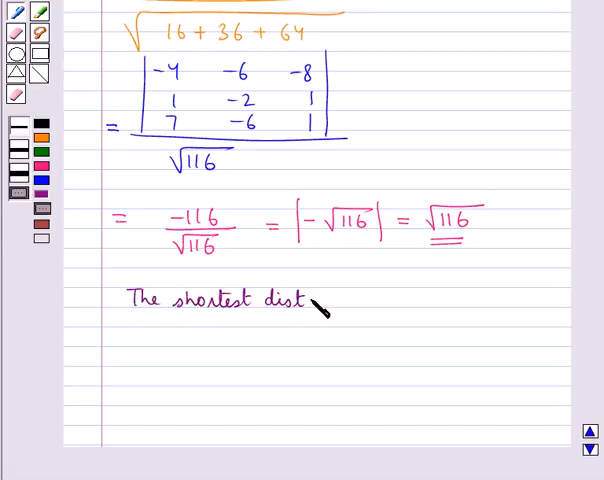 √16 + 36 + 64
= | -4 -6 -8 |
| 1 -2 1 |
| 7 -6 1 |
√116
= -116/√116 = |-√116| = √116
The shortest dist